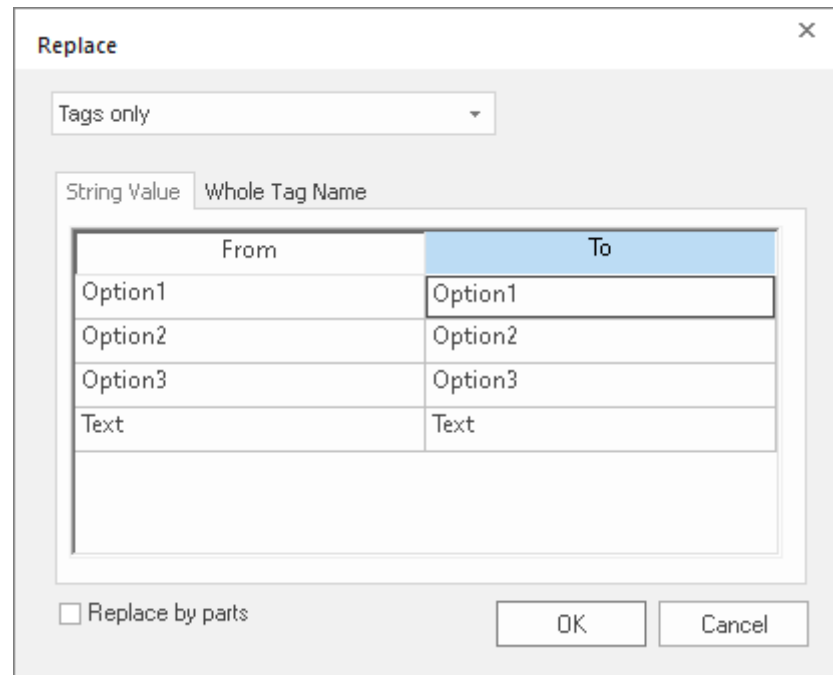 Replace
Tags only
String Value Whole Tag Name
From To
Option1 Option1
Option2 Option2
Option3 Option3
Text Text
Replace by parts OK Cancel